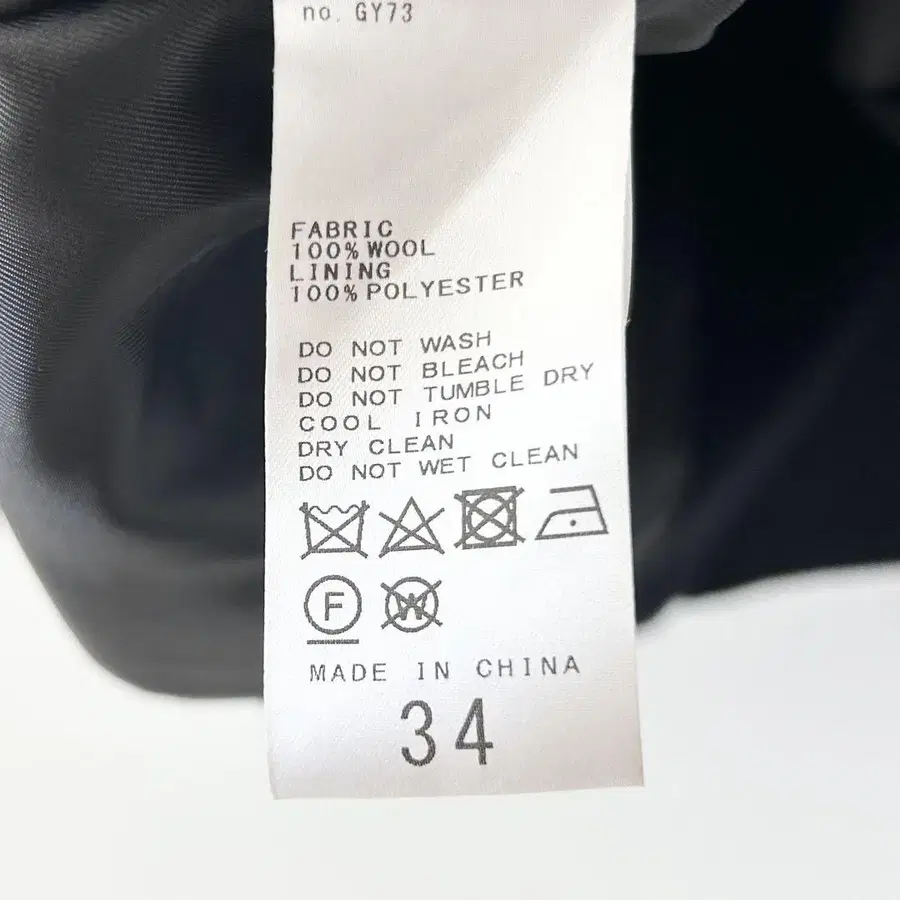 no. GY73
FABRIC
100% WOOL
LINING
100% POLYESTER
DO NOT WASH
DO NOT BLEACH
DO NOT TUMBLE DRY
COOL IRON
DRY CLEAN
DO NOT WET CLEAN
F W
MADE IN CHINA
34